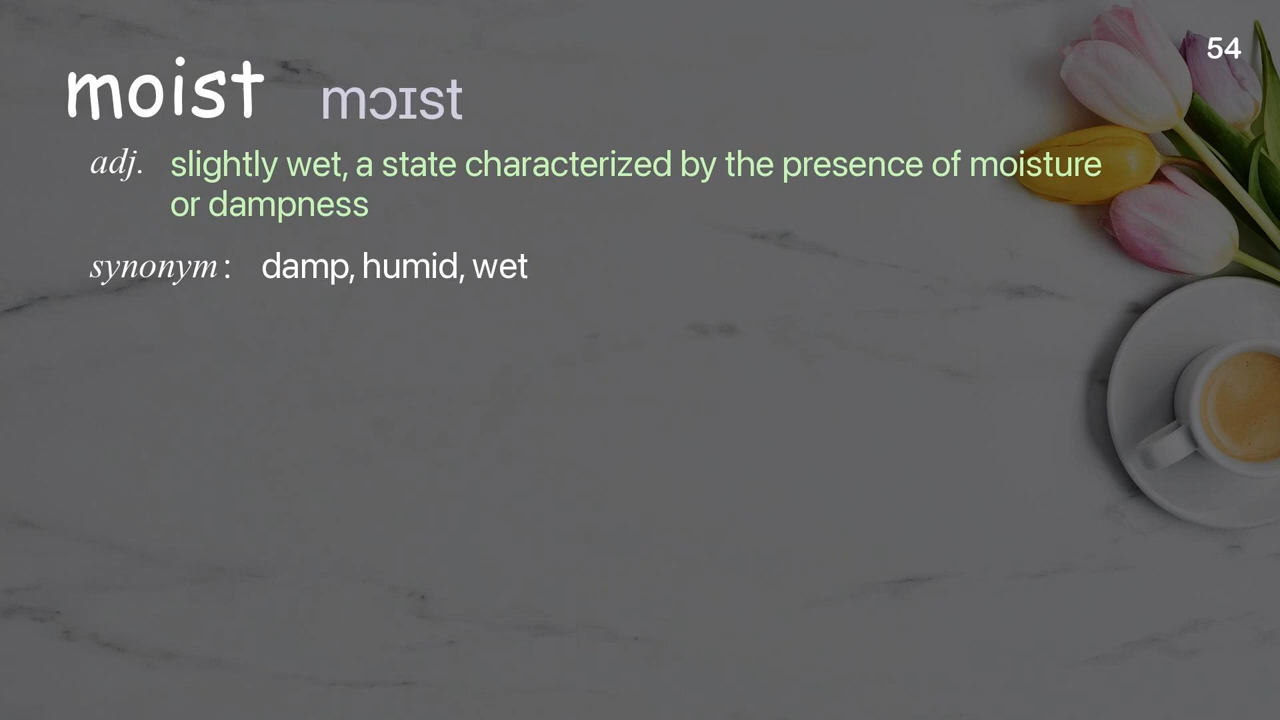 54
moist mɔɪst
adj. slightly wet, a state characterized by the presence of moisture
or dampness
synonym : damp, humid, wet